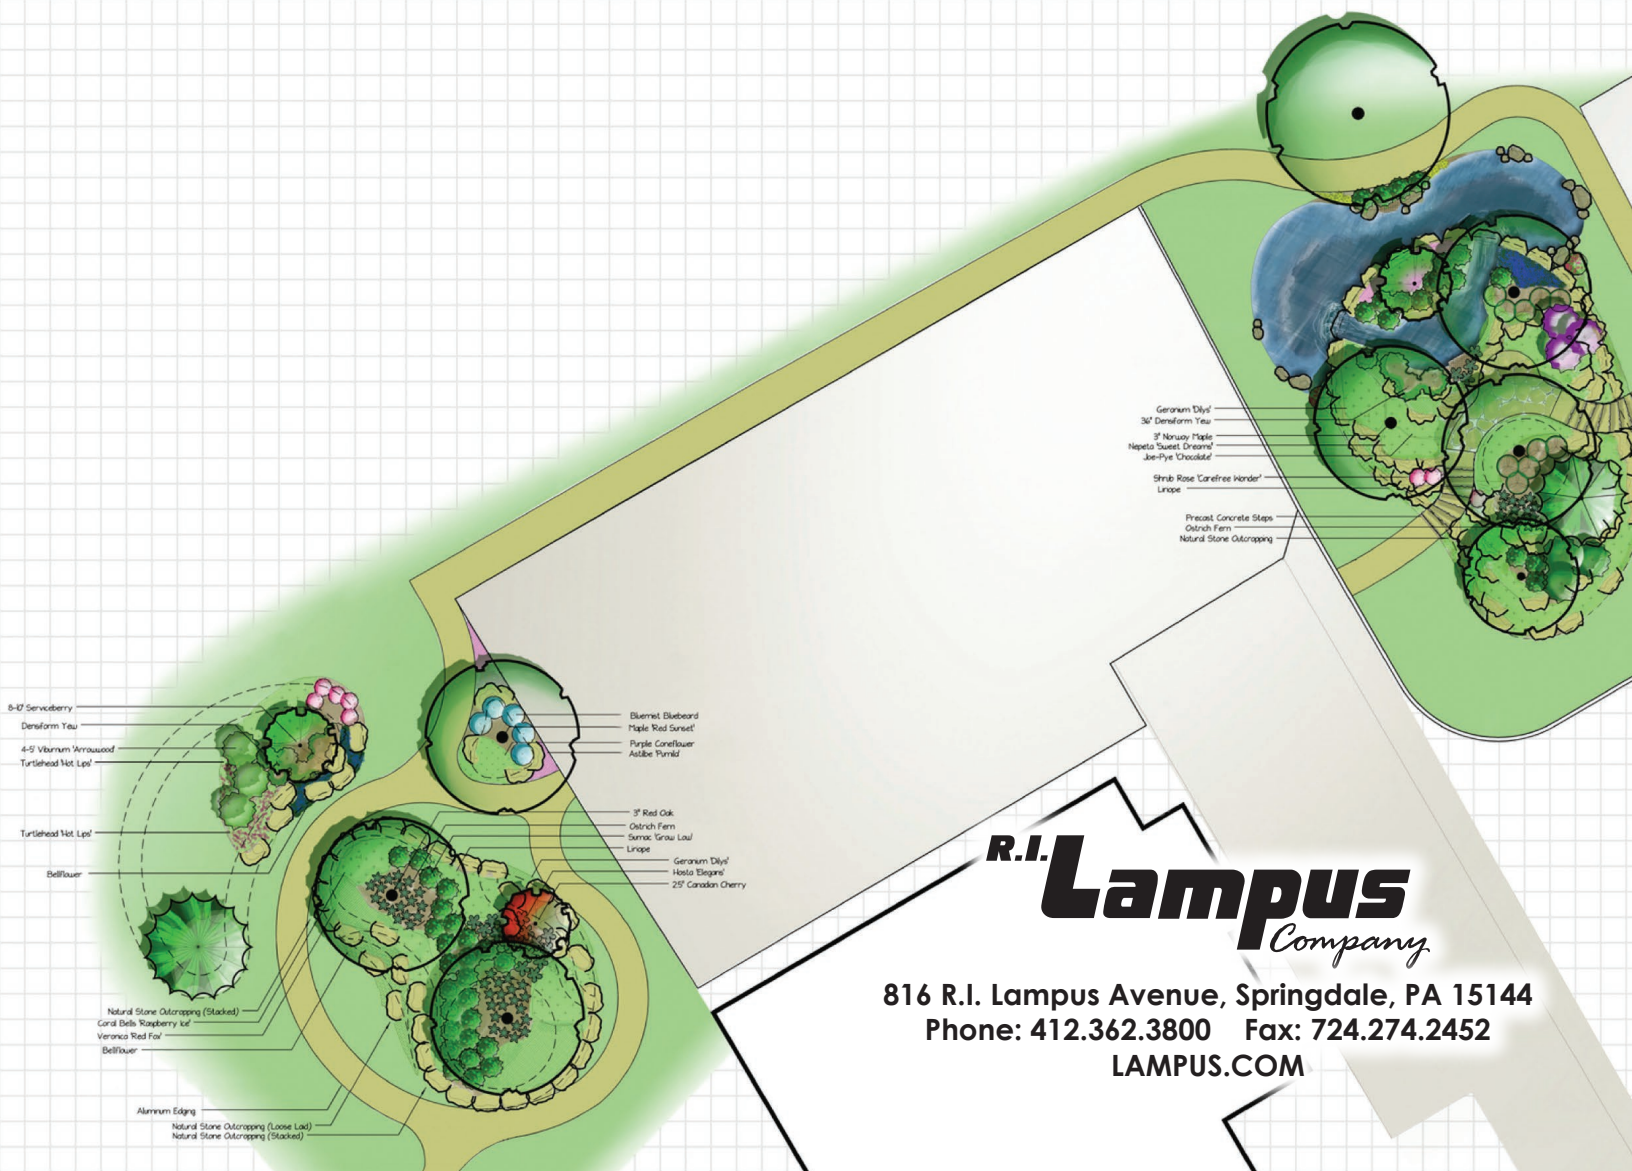 Geranium 'Dilys'
36" Densiform Yew
3" Norway Maple
Nepeta 'Sweet Dreams'
Joe-Pye 'Chocolate'
Shrub Rose 'Carefree Wonder'
Liriope
Precast Concrete Steps
Ostrich Fern
Natural Stone Outcropping
8-10' Serviceberry
Densiform Yew
4-5' Viburnum 'Arrowwood'
Turtlehead 'Hot Lips'
Turtlehead 'Hot Lips'
Bellflower
Bluemist Bluebeard
Maple 'Red Sunset'
Purple Coneflower
Astilbe 'Pumila'
3" Red Oak
Ostrich Fern
Sumac 'Grow Low'
Liriope
Geranium 'Dilys'
Hosta 'Elegans'
2.5" Canadian Cherry
Natural Stone Outcropping (Stacked)
Coral Bells 'Raspberry Ice'
Veronica 'Red Fox'
Bellflower
Aluminum Edging
Natural Stone Outcropping (Loose Laid)
Natural Stone Outcropping (Stacked)
R.I. Lampus
Company
816 R.I. Lampus Avenue, Springdale, PA 15144
Phone: 412.362.3800 Fax: 724.274.2452
LAMPUS.COM